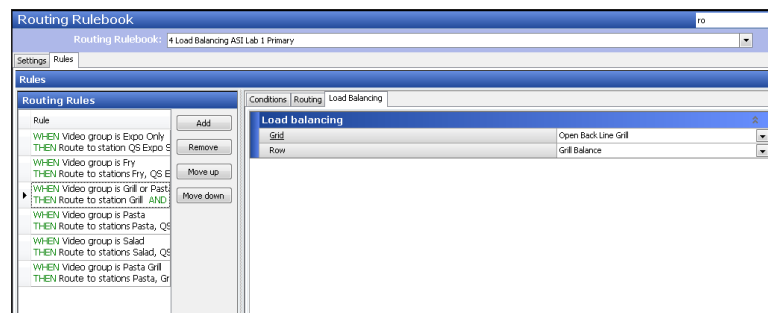 Routing Rulebook
ro
Routing Rulebook: 4 Load Balancing ASI Lab 1 Primary
Settings Rules
Rules
Routing Rules
Conditions Routing Load Balancing
Rule
Add
Load balancing
WHEN Video group is Expo Only
THEN Route to station QS Expo S
Remove
Grid Open Back Line Grill
Row Grill Balance
WHEN Video group is Fry
THEN Route to stations Fry, QS E
Move up
WHEN Video group is Grill or Past
THEN Route to station Grill AND
Move down
WHEN Video group is Pasta
THEN Route to stations Pasta, QS
WHEN Video group is Salad
THEN Route to stations Salad, QS
WHEN Video group is Pasta Grill
THEN Route to stations Pasta, Gr